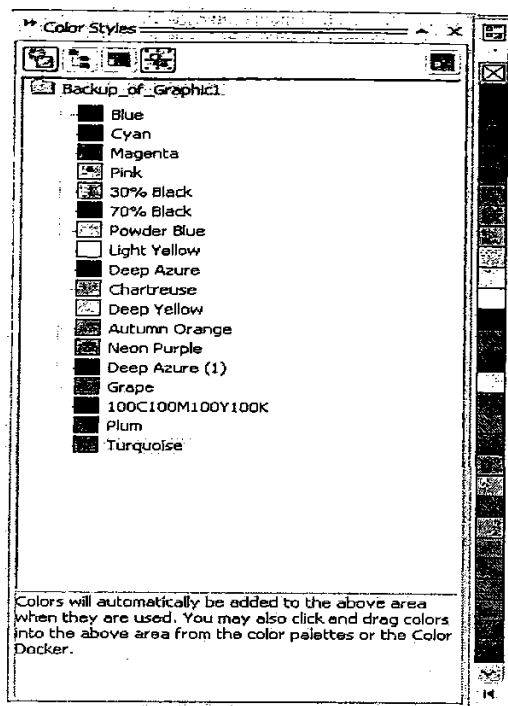 Color Styles
Backup_of_Graphic1
Blue
Cyan
Magenta
Pink
30% Black
70% Black
Powder Blue
Light Yellow
Deep Azure
Chartreuse
Deep Yellow
Autumn Orange
Neon Purple
Deep Azure (1)
Grape
100C100M100Y100K
Plum
Turquoise
Colors will automatically be added to the above area
when they are used. You may also click and drag colors
into the above area from the color palettes or the Color
Docker.